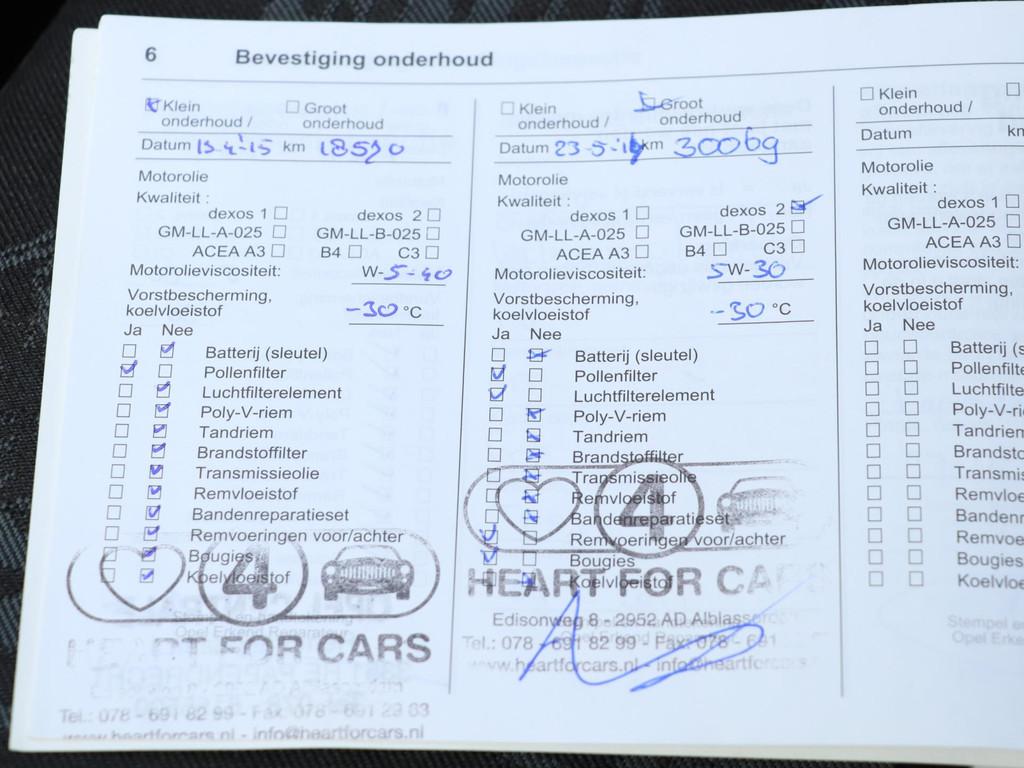 6 Bevestiging onderhoud
Klein onderhoud /
Groot onderhoud
Datum 15-4-15 km 18590
Motorolie
Kwaliteit :
dexos 1 dexos 2
GM-LL-A-025 GM-LL-B-025
ACEA A3 B4 C3
Motorolieviscositeit: W-5-40
Vorstbescherming,
koelvloeistof -30 °C
Ja Nee
Batterij (sleutel)
Pollenfilter
Luchtfilterelement
Poly-V-riem
Tandriem
Brandstoffilter
Transmissieolie
Remvloeistof
Bandenreparatieset
Remvoeringen voor/achter
Bougies
Koelvloeistof
4
HEART FOR CARS
Tel.: 078 - 691 82 99 - Fax: 078 - 691 29 63
www.heartforcars.nl - info@heartforcars.nl
Klein onderhoud /
Groot onderhoud
Datum 23-5-16 km 30069
Motorolie
Kwaliteit :
dexos 1 dexos 2
GM-LL-A-025 GM-LL-B-025
ACEA A3 B4 C3
Motorolieviscositeit: 5W-30
Vorstbescherming,
koelvloeistof -30 °C
Ja Nee
Batterij (sleutel)
Pollenfilter
Luchtfilterelement
Poly-V-riem
Tandriem
Brandstoffilter
Transmissieolie
Remvloeistof
Bandenreparatieset
Remvoeringen voor/achter
Bougies
Koelvloeistof
4
HEART FOR CARS
Edisonweg 8 - 2952 AD Alblasser
Tel.: 078 - 691 82 99 - Fax: 078 - 691
www.heartforcars.nl - info@heartforcars
Klein
onderhoud /
Datum km
Motorolie
Kwaliteit :
dexos 1
GM-LL-A-025
ACEA A3
Motorolieviscositeit:
Vorstbescherming,
koelvloeistof
Ja Nee
Batterij (s
Pollenfilte
Luchtfilter
Poly-V-ri
Tandriem
Brandsto
Transmis
Remvloei
Bandenr
Remvoe
Bougies
Koelvloe
Stempel e
Opel Erke